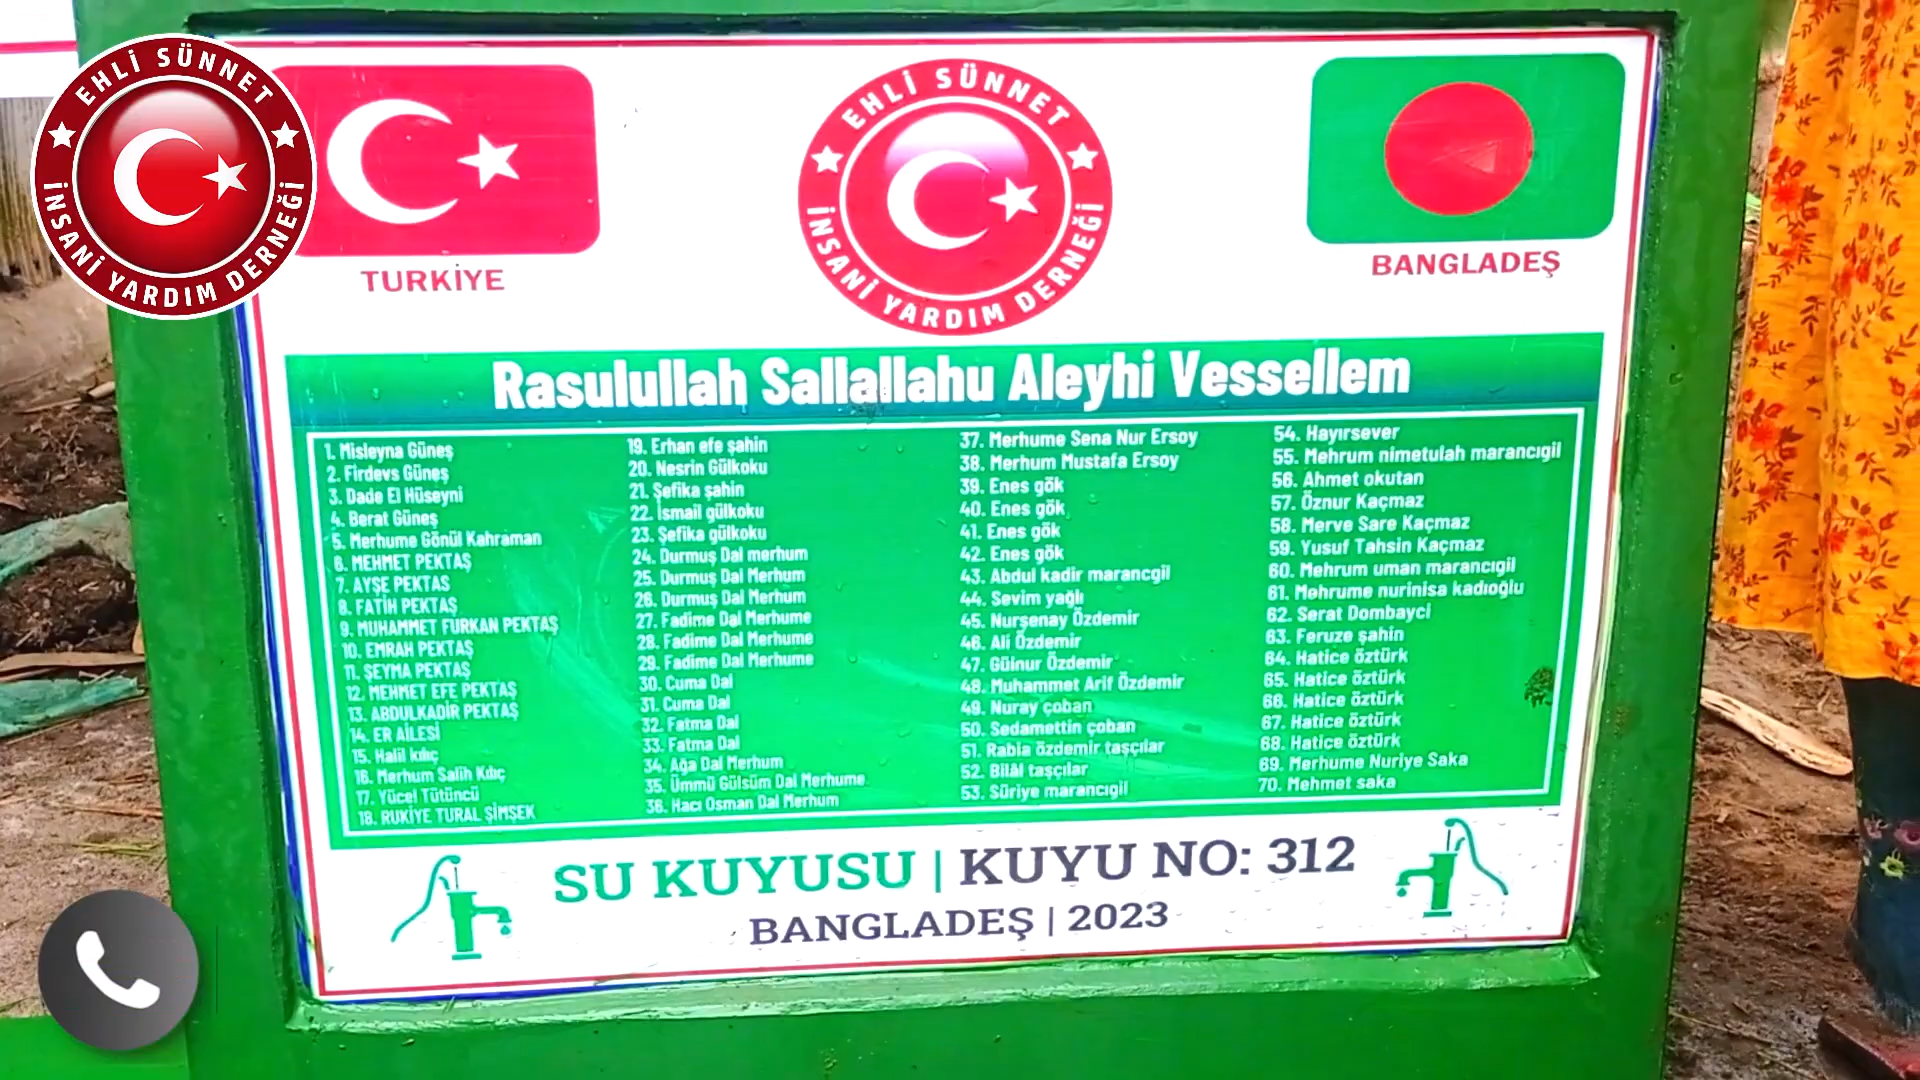 EHLİ SÜNNET
İNSANİ YARDIM DERNEĞİ
TURKİYE
EHLİ SÜNNET
İNSANİ YARDIM DERNEĞİ
BANGLADEŞ
Rasulullah Sallallahu Aleyhi Vessellem
1. Misleyna Güneş
2. Firdevs Güneş
3. Dade El Hüseyni
4. Berat Güneş
5. Merhume Gönül Kahraman
6. MEHMET PEKTAŞ
7. AYŞE PEKTAS
8. FATİH PEKTAŞ
9. MUHAMMET FURKAN PEKTAŞ
10. EMRAH PEKTAŞ
11. ŞEYMA PEKTAŞ
12. MEHMET EFE PEKTAŞ
13. ABDULKADİR PEKTAŞ
14. ER AİLESİ
15. Halil kılıç
16. Merhum Salih Kılıç
17. Yücel Tütüncü
18. RUKİYE TURAL ŞİMŞEK
19. Erhan efe şahin
20. Nesrin Gülkoku
21. Şefika şahin
22. İsmail gülkoku
23. Şefika gülkoku
24. Durmuş Dal merhum
25. Durmuş Dal Merhum
26. Durmuş Dal Merhum
27. Fadime Dal Merhume
28. Fadime Dal Merhume
29. Fadime Dal Merhume
30. Cuma Dal
31. Cuma Dal
32. Fatma Dal
33. Fatma Dal
34. Ağa Dal Merhum
35. Ümmü Gülsüm Dal Merhume
36. Hacı Osman Dal Merhum
37. Merhume Sena Nur Ersoy
38. Merhum Mustafa Ersoy
39. Enes gök
40. Enes gök
41. Enes gök
42. Enes gök
43. Abdul kadir marancgil
44. Sevim yağlı
45. Nurşenay Özdemir
46. Ali Özdemir
47. Gülnur Özdemir
48. Muhammet Arif Özdemir
49. Nuray çoban
50. Sedamettin çoban
51. Rabia özdemir taşçılar
52. Bilâl taşçılar
53. Süriye marancıgil
54. Hayırsever
55. Mehrum nimetulah marancıgil
56. Ahmet okutan
57. Öznur Kaçmaz
58. Merve Sare Kaçmaz
59. Yusuf Tahsin Kaçmaz
60. Mehrum uman marancıgil
61. Mehrume nurinisa kadıoğlu
62. Serat Dombayci
63. Feruze şahin
64. Hatice öztürk
65. Hatice öztürk
66. Hatice öztürk
67. Hatice öztürk
68. Hatice öztürk
69. Merhume Nuriye Saka
70. Mehmet saka
SU KUYUSU | KUYU NO: 312
BANGLADEŞ | 2023